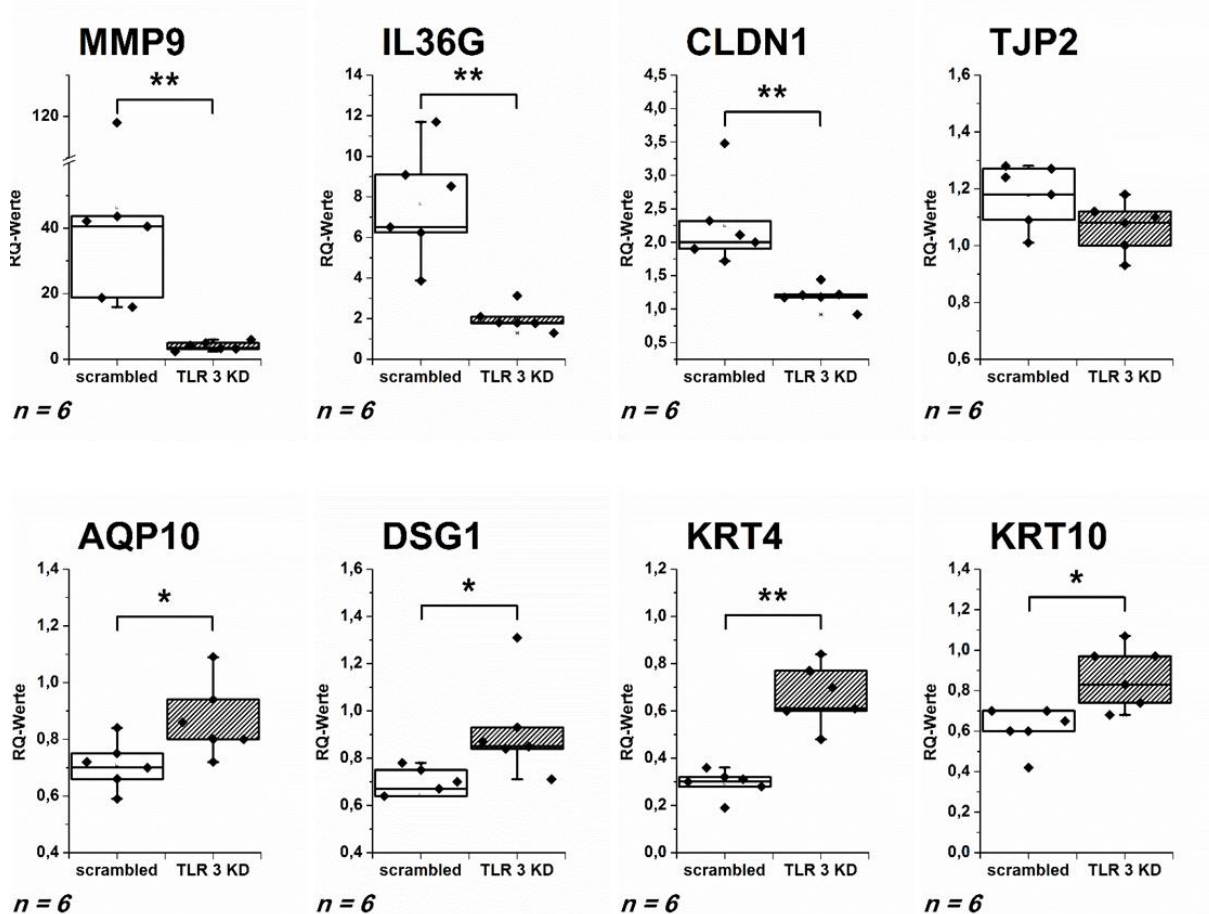 MMP9
**
120
40
20
0
RQ-Werte
scrambled
TLR 3 KD
n = 6
IL36G
**
14
12
10
8
6
4
2
0
RQ-Werte
scrambled
TLR 3 KD
n = 6
CLDN1
**
4,5
4,0
3,5
3,0
2,5
2,0
1,5
1,0
0,5
RQ-Werte
scrambled
TLR 3 KD
n = 6
TJP2
1,6
1,4
1,2
1,0
0,8
0,6
RQ-Werte
scrambled
TLR 3 KD
n = 6
AQP10
*
1,4
1,2
1,0
0,8
0,6
0,4
RQ-Werte
scrambled
TLR 3 KD
n = 6
DSG1
*
1,6
1,4
1,2
1,0
0,8
0,6
0,4
RQ-Werte
scrambled
TLR 3 KD
n = 6
KRT4
**
1,2
1,0
0,8
0,6
0,4
0,2
0,0
RQ-Werte
scrambled
TLR 3 KD
n = 6
KRT10
*
1,4
1,2
1,0
0,8
0,6
0,4
0,2
0,0
RQ-Werte
scrambled
TLR 3 KD
n = 6